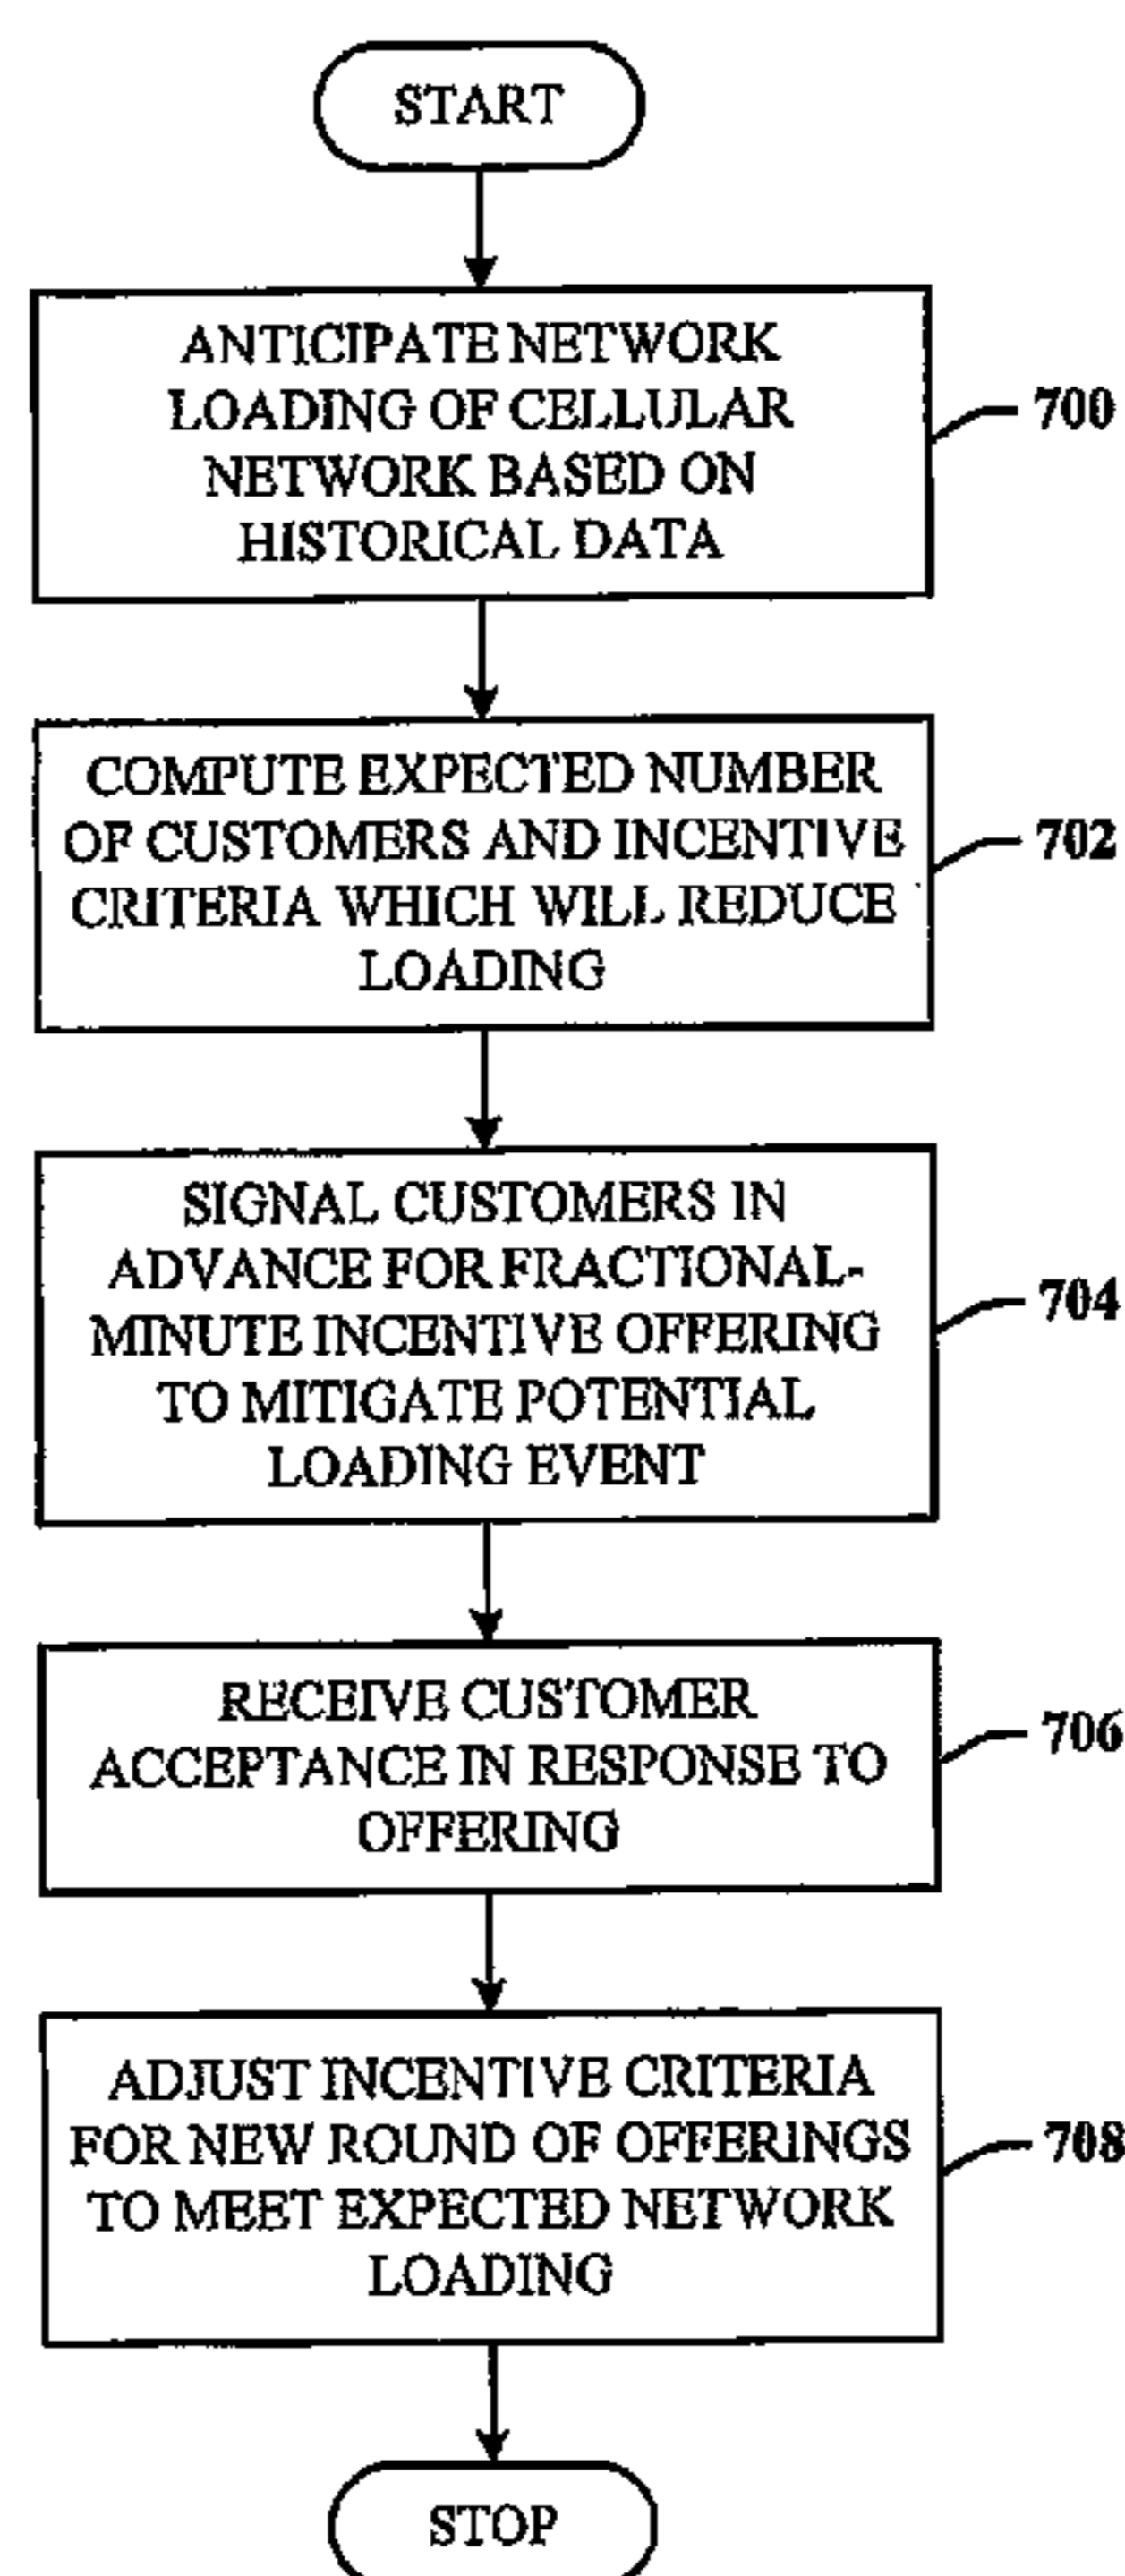 START
ANTICIPATE NETWORK
LOADING OF CELLULAR
NETWORK BASED ON
HISTORICAL DATA
700
COMPUTE EXPECTED NUMBER
OF CUSTOMERS AND INCENTIVE
CRITERIA WHICH WILL REDUCE
LOADING
702
SIGNAL CUSTOMERS IN
ADVANCE FOR FRACTIONAL-
MINUTE INCENTIVE OFFERING
TO MITIGATE POTENTIAL
LOADING EVENT
704
RECEIVE CUSTOMER
ACCEPTANCE IN RESPONSE TO
OFFERING
706
ADJUST INCENTIVE CRITERIA
FOR NEW ROUND OF OFFERINGS
TO MEET EXPECTED NETWORK
LOADING
708
STOP